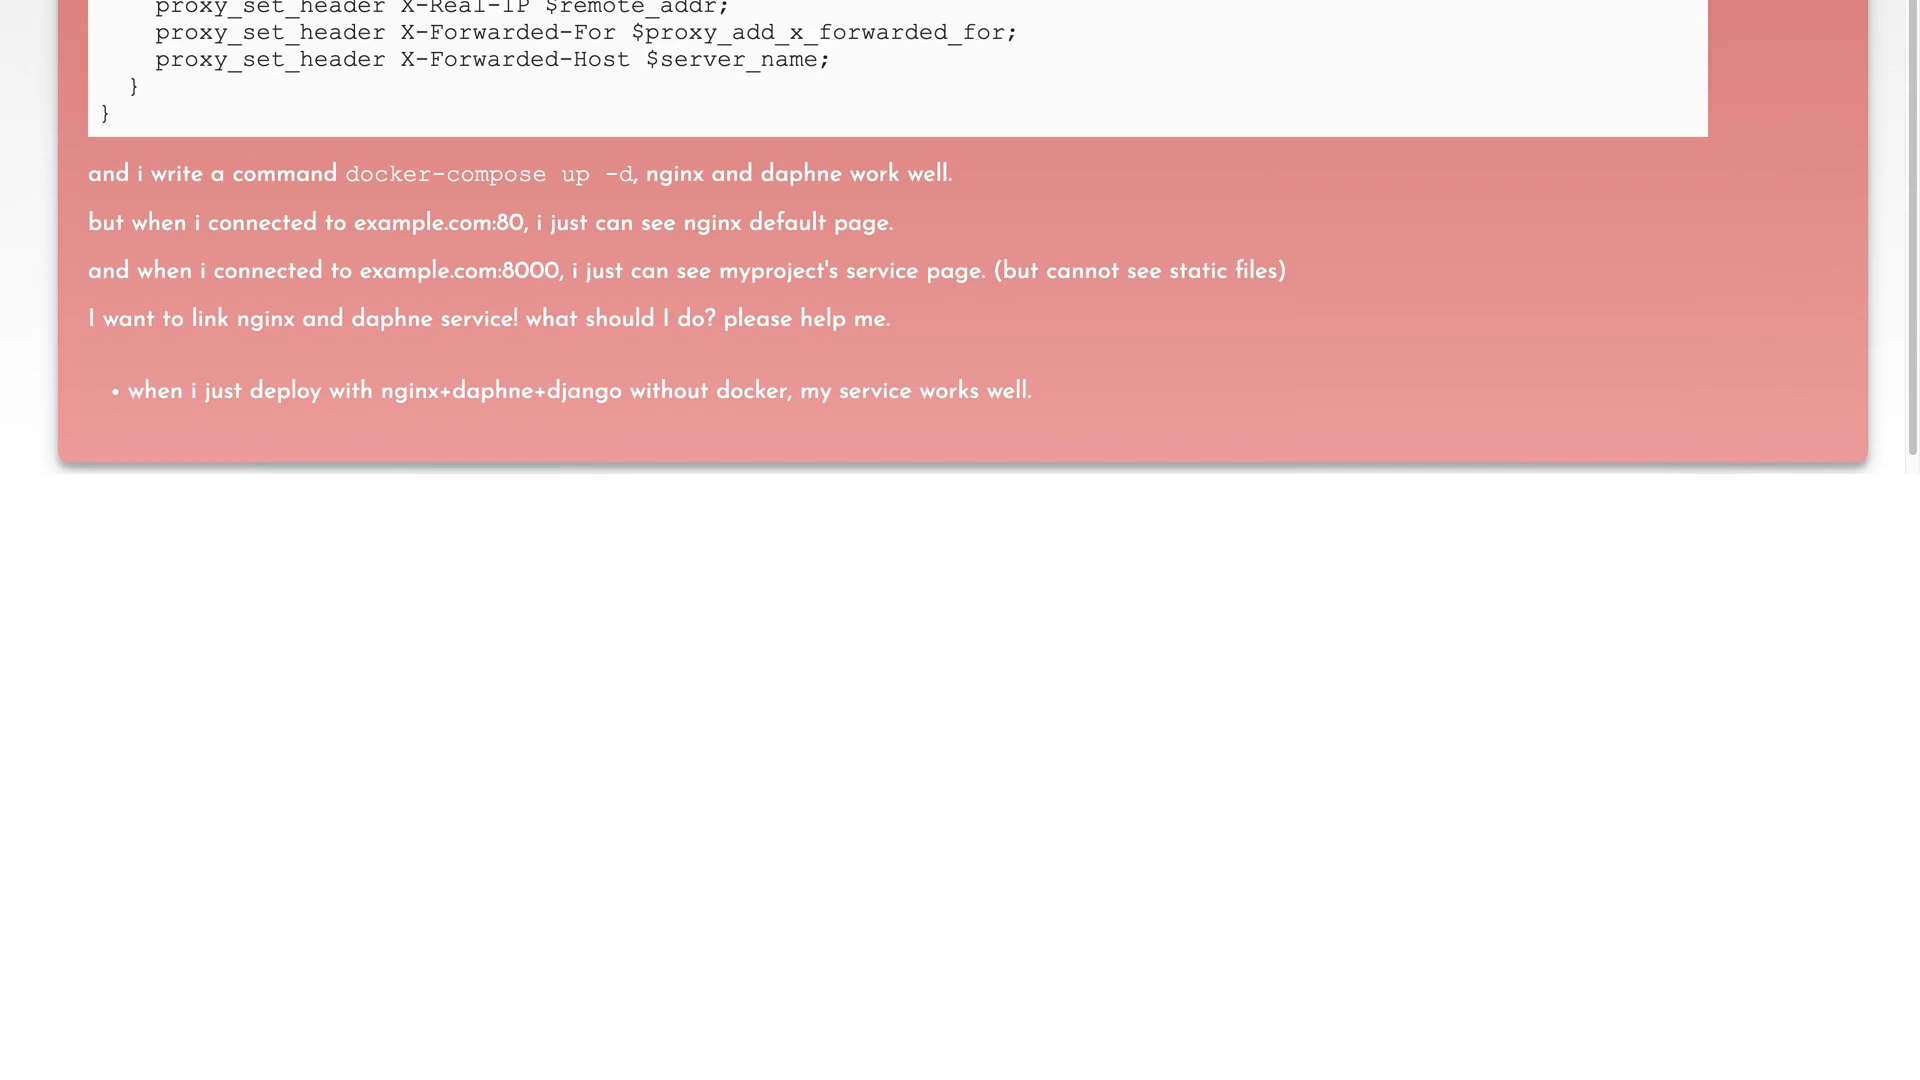 proxy_set_header X-Real-IP $remote_addr;
proxy_set_header X-Forwarded-For $proxy_add_x_forwarded_for;
proxy_set_header X-Forwarded-Host $server_name;
}
}
and i write a command docker-compose up -d, nginx and daphne work well.
but when i connected to example.com:80, i just can see nginx default page.
and when i connected to example.com:8000, i just can see myproject's service page. (but cannot see static files)
I want to link nginx and daphne service! what should I do? please help me.
• when i just deploy with nginx+daphne+django without docker, my service works well.